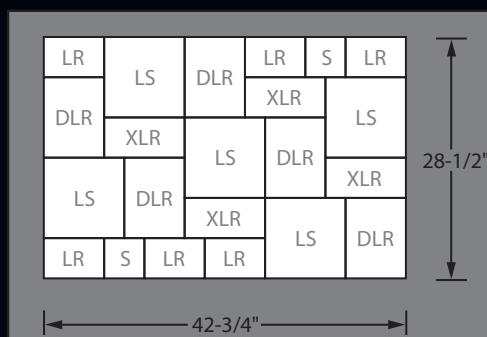 LR LS DLR LR S LR
DLR XLR LS
XLR LS DLR
LS DLR XLR
XLR LS DLR
LR S LR LR
28-1/2"
42-3/4"